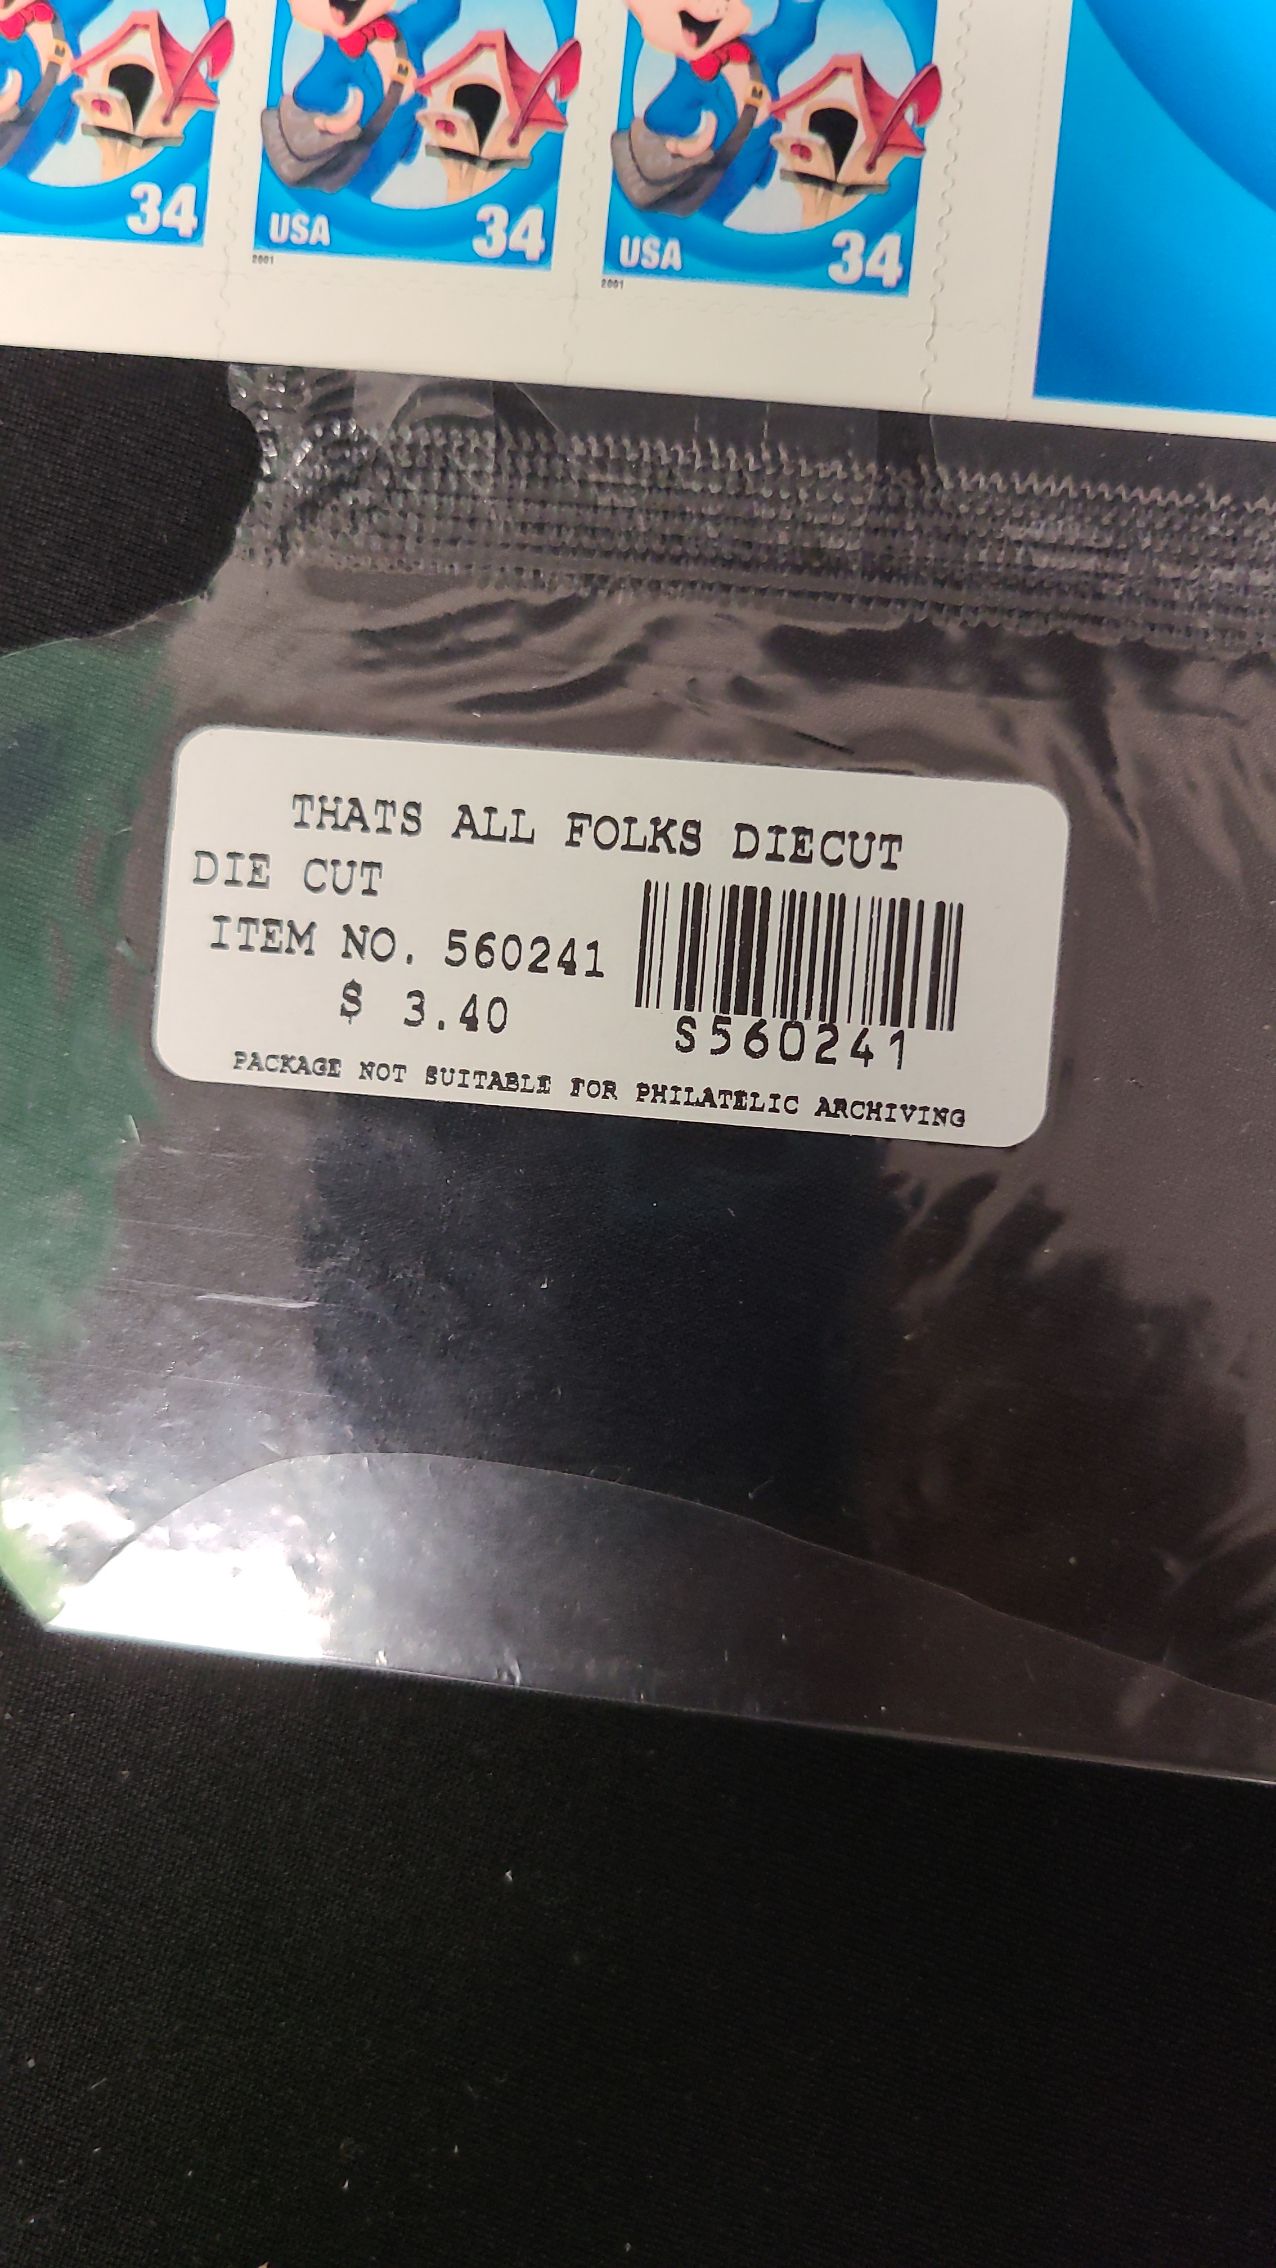 34
USA 34
2001
USA 34
2001
THATS ALL FOLKS DIECUT
DIE CUT
ITEM NO. 560241
$ 3.40
S560241
PACKAGE NOT SUITABLE FOR PHILATELIC ARCHIVING